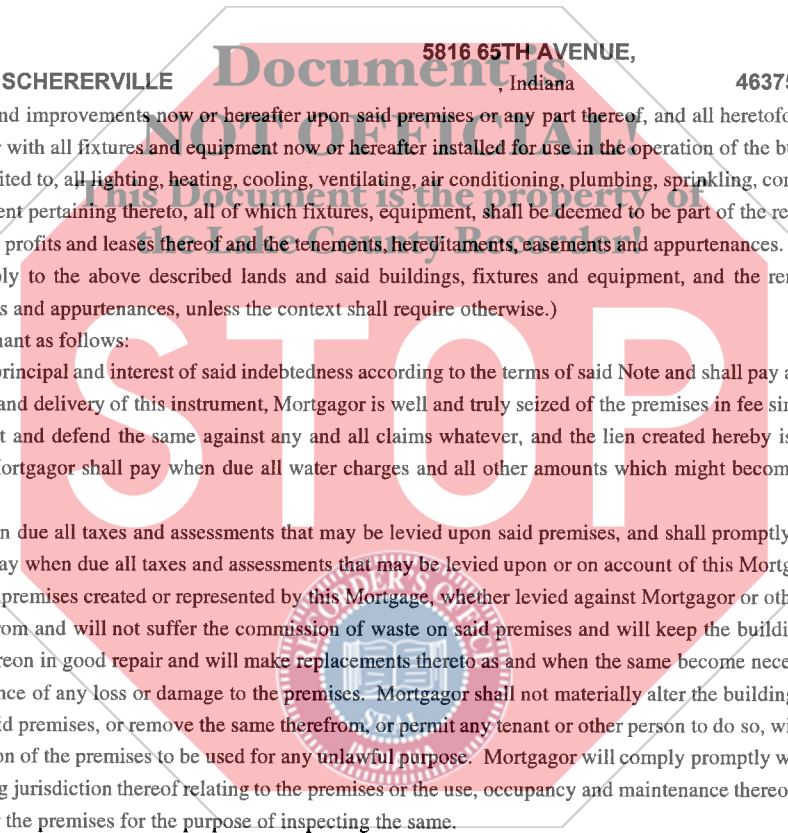 5816 65TH AVENUE,
SCHERERVILLE , Indiana 46375
and improvements now or hereafter upon said premises or any part thereof, and all heretofo
with all fixtures and equipment now or hereafter installed for use in the operation of the b
ited to, all lighting, heating, cooling, ventilating, air conditioning, plumbing, sprinkling, co
ent pertaining thereto, all of which fixtures, equipment, shall be deemed to be part of the re
profits and leases thereof and the tenements, hereditaments, easements and appurtenances.
ly to the above described lands and said buildings, fixtures and equipment, and the re
s and appurtenances, unless the context shall require otherwise.)
nant as follows:
principal and interest of said indebtedness according to the terms of said Note and shall pay a
and delivery of this instrument, Mortgagor is well and truly seized of the premises in fee sim
t and defend the same against any and all claims whatever, and the lien created hereby is
ortgagor shall pay when due all water charges and all other amounts which might becom
n due all taxes and assessments that may be levied upon said premises, and shall promptly
ay when due all taxes and assessments that may be levied upon or on account of this Mortg
premises created or represented by this Mortgage, whether levied against Mortgagor or oth
rom and will not suffer the commission of waste on said premises and will keep the buildi
reon in good repair and will make replacements thereto as and when the same become nece
nce of any loss or damage to the premises. Mortgagor shall not materially alter the building
id premises, or remove the same therefrom, or permit any tenant or other person to do so, wi
on of the premises to be used for any unlawful purpose. Mortgagor will comply promptly w
g jurisdiction thereof relating to the premises or the use, occupancy and maintenance thereo
the premises for the purpose of inspecting the same.
Document is
NOT OFFICIAL!
This Document is the property of
the Lake County Recorder!
STOP
RECORDER'S OFFICE
SEAL
INDIANA